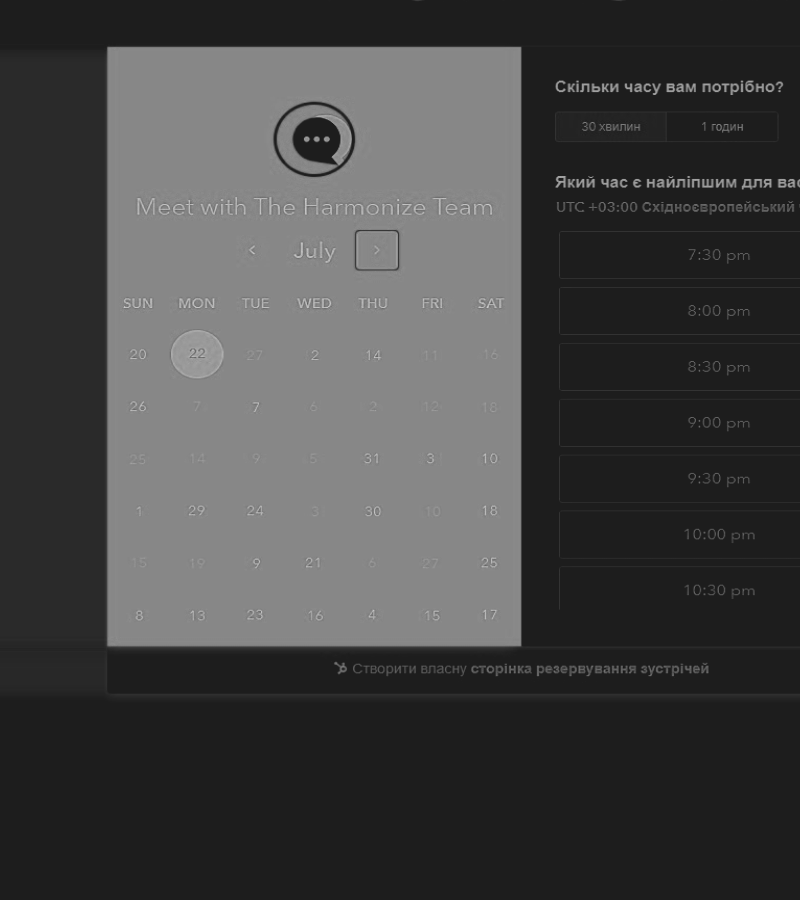 Meet with The Harmonize Team
July
SUN MON TUE WED THU FRI SAT
20 22 27 2 14 11 16
26 7 7 6 2 12 18
25 14 9 5 31 3 10
1 29 24 3 30 10 18
15 19 9 21 6 27 25
8 13 23 16 4 15 17
Скільки часу вам потрібно?
30 хвилин 1 годин
Який час є найліпшим для вас
UTC +03:00 Східноєвропейський
7:30 pm
8:00 pm
8:30 pm
9:00 pm
9:30 pm
10:00 pm
10:30 pm
Створити власну сторінка резервування зустрічей